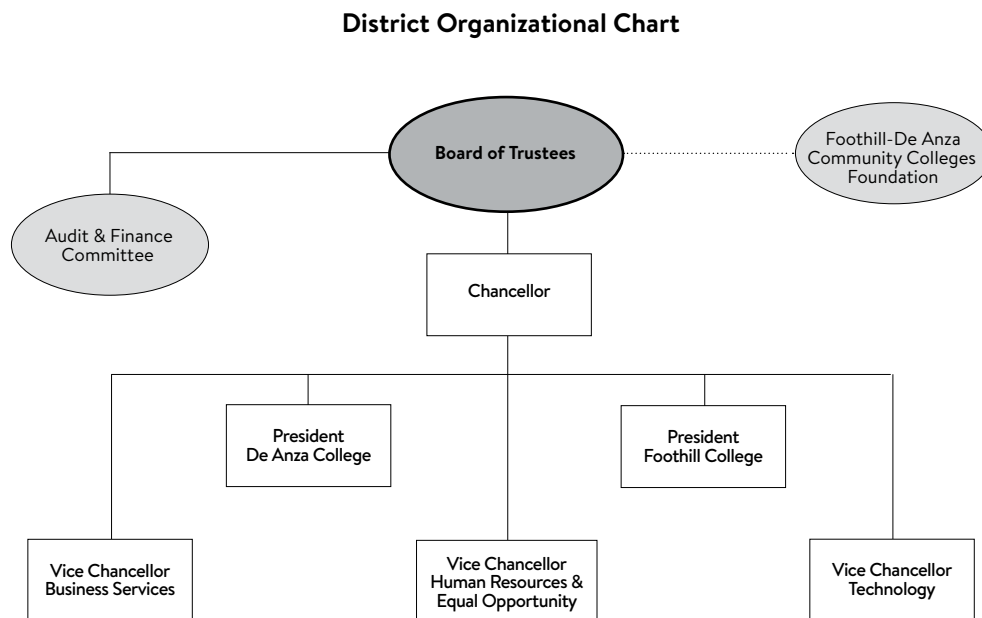 District Organizational Chart
Board of Trustees
Foothill-De Anza
Community Colleges
Foundation
Audit & Finance
Committee
Chancellor
President
De Anza College
President
Foothill College
Vice Chancellor
Business Services
Vice Chancellor
Human Resources &
Equal Opportunity
Vice Chancellor
Technology